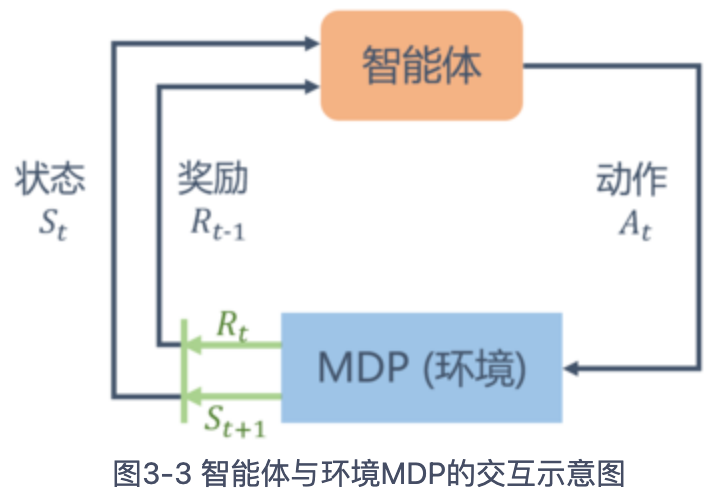 智能体
状态
S_t
奖励
R_{t-1}
动作
A_t
R_t
MDP (环境)
S_{t+1}
图3-3 智能体与环境MDP的交互示意图